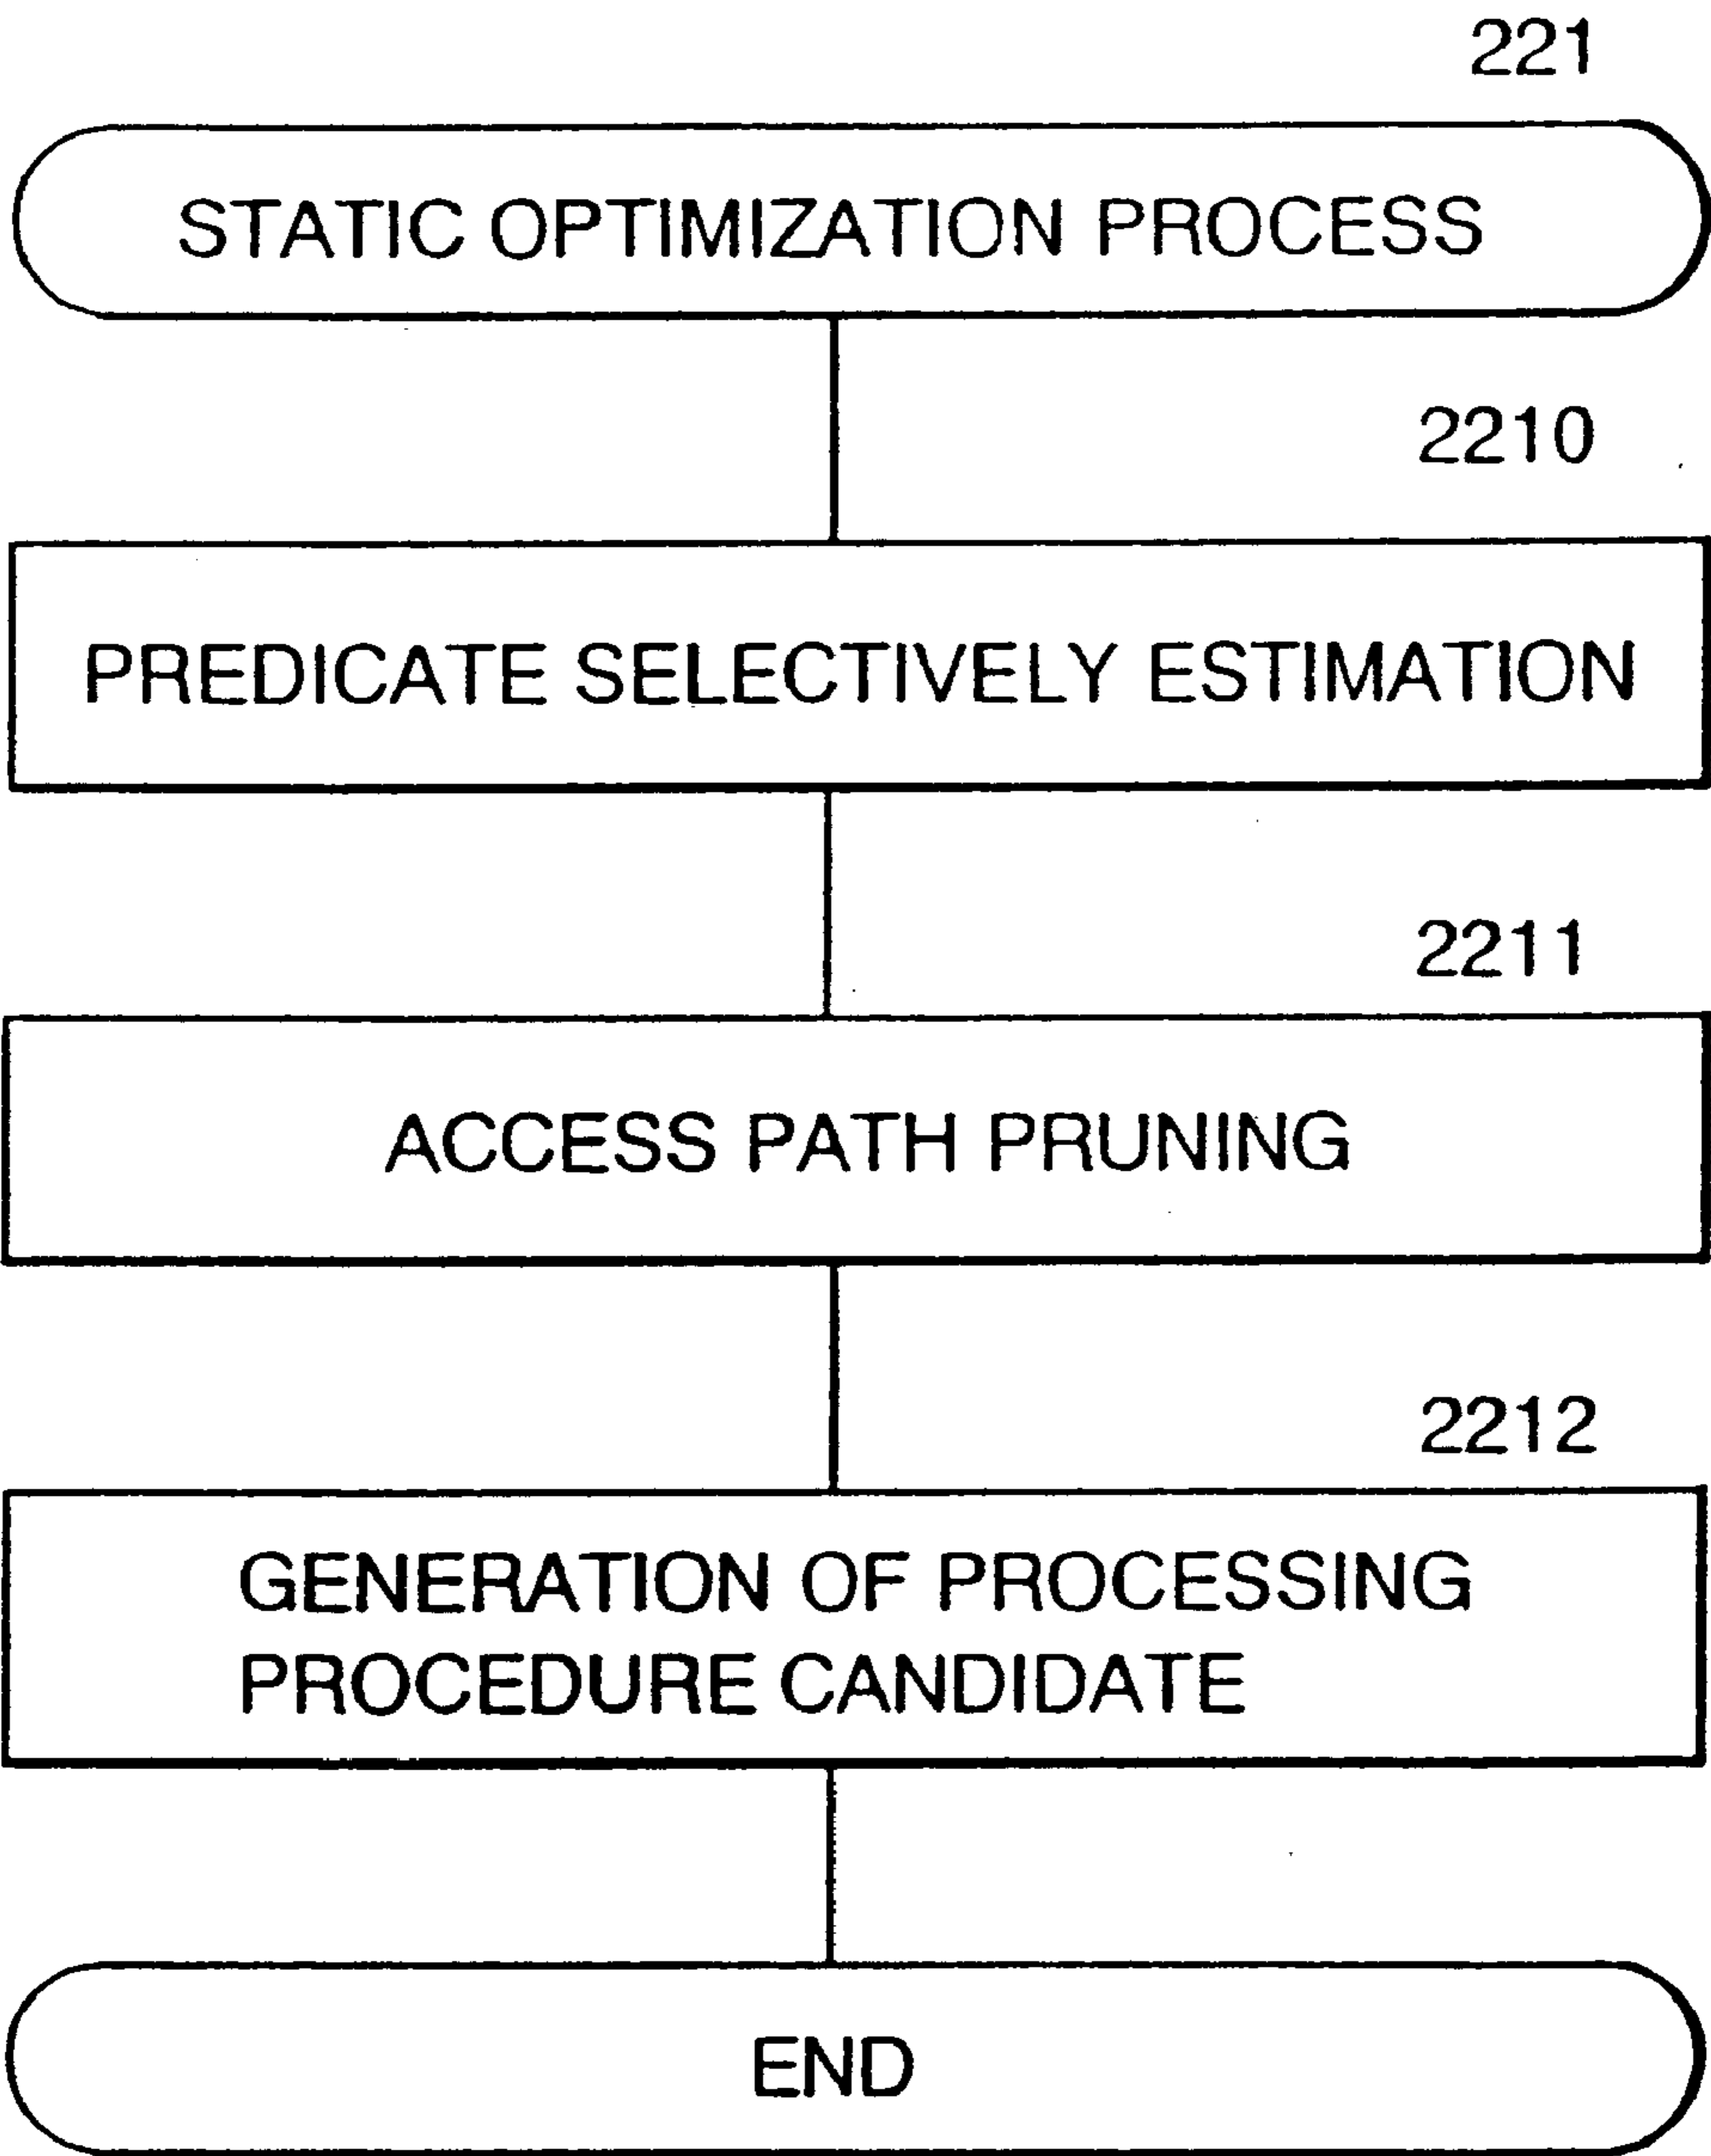 221
STATIC OPTIMIZATION PROCESS
2210
PREDICATE SELECTIVELY ESTIMATION
2211
ACCESS PATH PRUNING
2212
GENERATION OF PROCESSING
PROCEDURE CANDIDATE
END